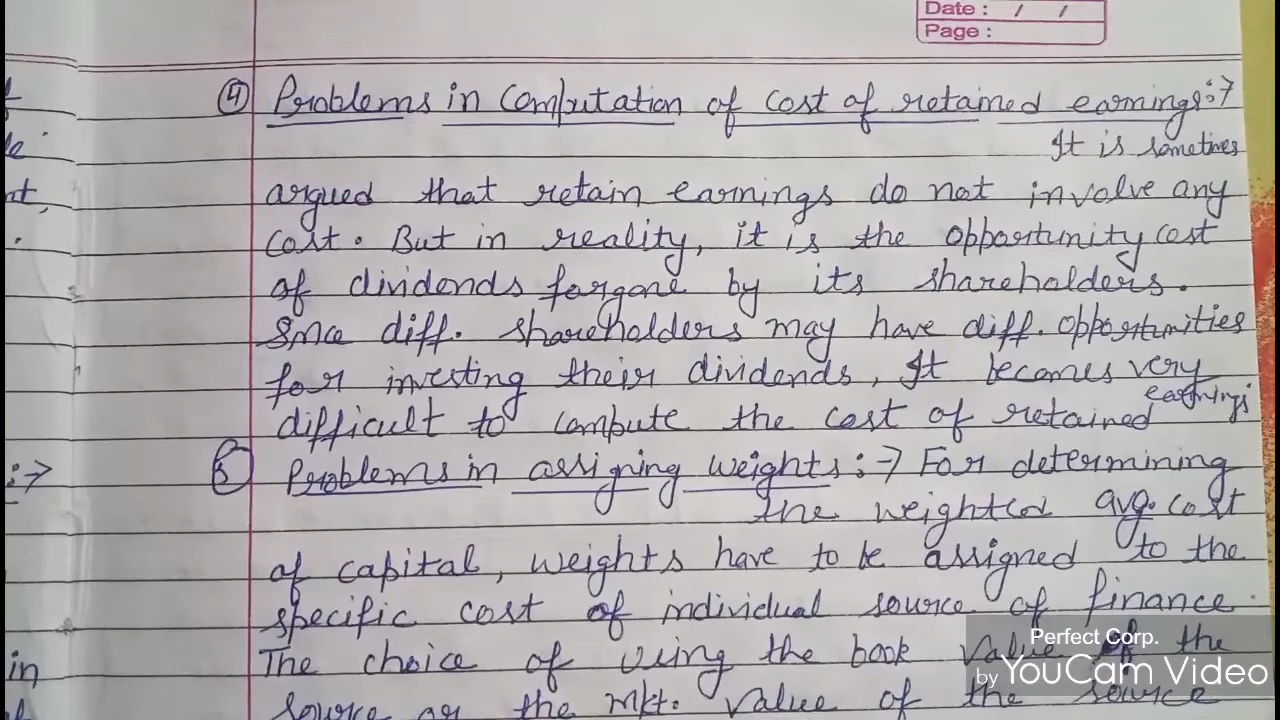 Date : / /
Page :
④ Problems in Computation of cost of retained earnings:→
It is sometimes
argued that retain earnings do not involve any
cost. But in reality, it is the opportunity cost
of dividends forgone by its shareholders.
Since diff. shareholders may have diff. opportunities
for investing their dividends, It becomes very
difficult to compute the cost of retained earnings
⑤ Problems in assigning weights:→ For determining
the weighted avg. cost
of capital, weights have to be assigned to the
specific cost of individual source of finance.
The choice of using the book value of the
source or the mkt. value of the source
:→
in
Perfect Corp.
by YouCam Video